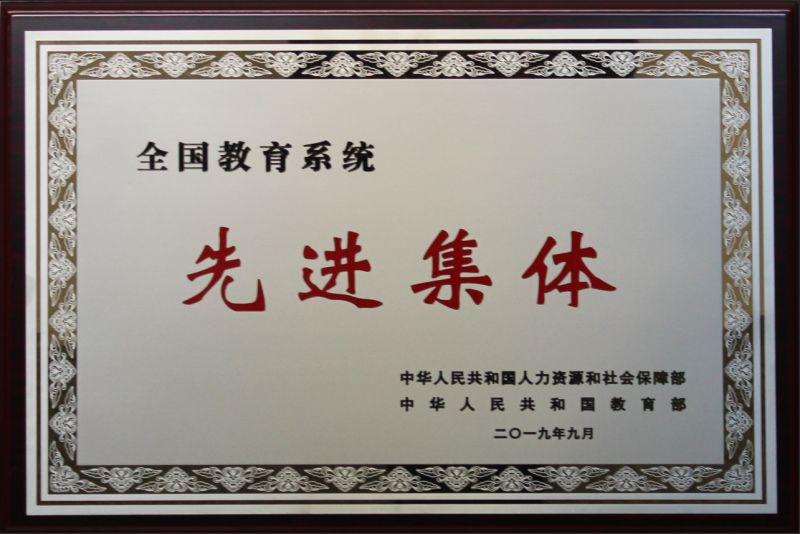 全国教育系统
先进集体
中华人民共和国人力资源和社会保障部
中华人民共和国教育部
二〇一九年九月